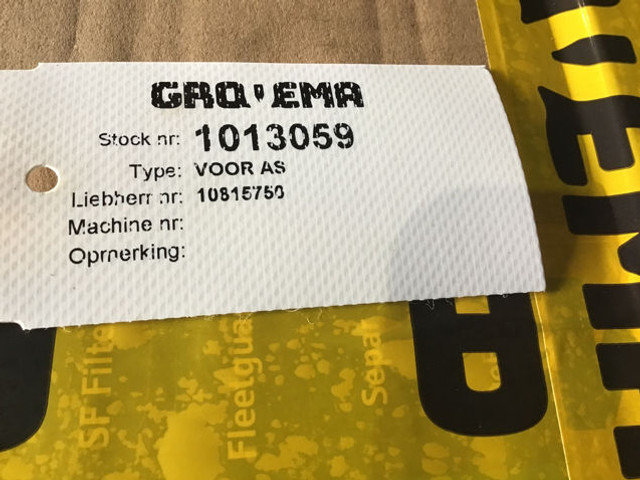 GRO'EMA
Stock nr: 1013059
Type: VOOR AS
Liebherr nr: 10815750
Machine nr:
Opmerking:
SF Filte
Fleetgua
Sepa